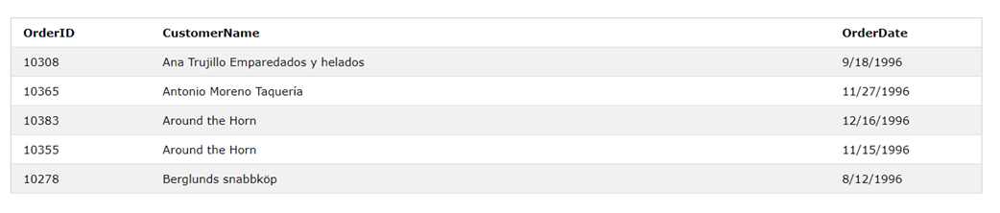 OrderID CustomerName OrderDate
10308 Ana Trujillo Emparedados y helados 9/18/1996
10365 Antonio Moreno Taquería 11/27/1996
10383 Around the Horn 12/16/1996
10355 Around the Horn 11/15/1996
10278 Berglunds snabbköp 8/12/1996